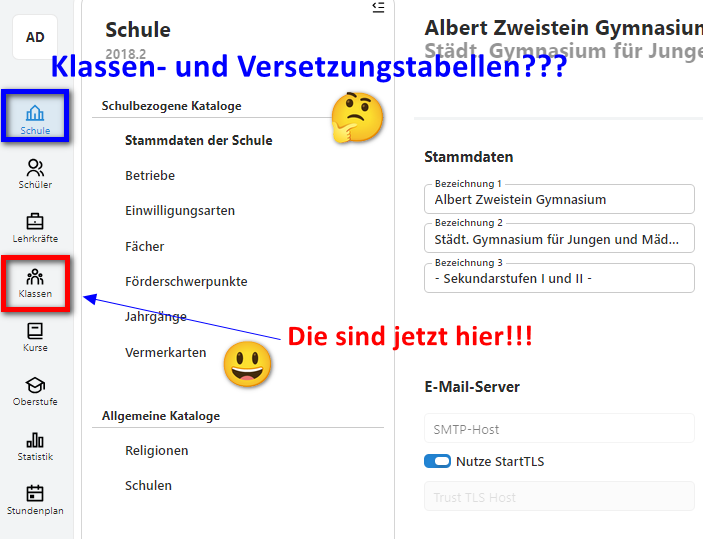 AD
Schule
Schüler
Lehrkräfte
Klassen
Kurse
Oberstufe
Statistik
Stundenplan
Schule
2018.2
Klassen- und Versetzungstabellen???
Schulbezogene Kataloge
Stammdaten der Schule
Betriebe
Einwilligungsarten
Fächer
Förderschwerpunkte
Jahrgänge
Vermerkarten
Die sind jetzt hier!!!
Allgemeine Kataloge
Religionen
Schulen
Albert Zweistein Gymnasium
Städt. Gymnasium für Jungen
Stammdaten
Bezeichnung 1
Albert Zweistein Gymnasium
Bezeichnung 2
Städt. Gymnasium für Jungen und Mäd...
Bezeichnung 3
- Sekundarstufen I und II -
E-Mail-Server
SMTP-Host
Nutze StartTLS
Trust TLS Host